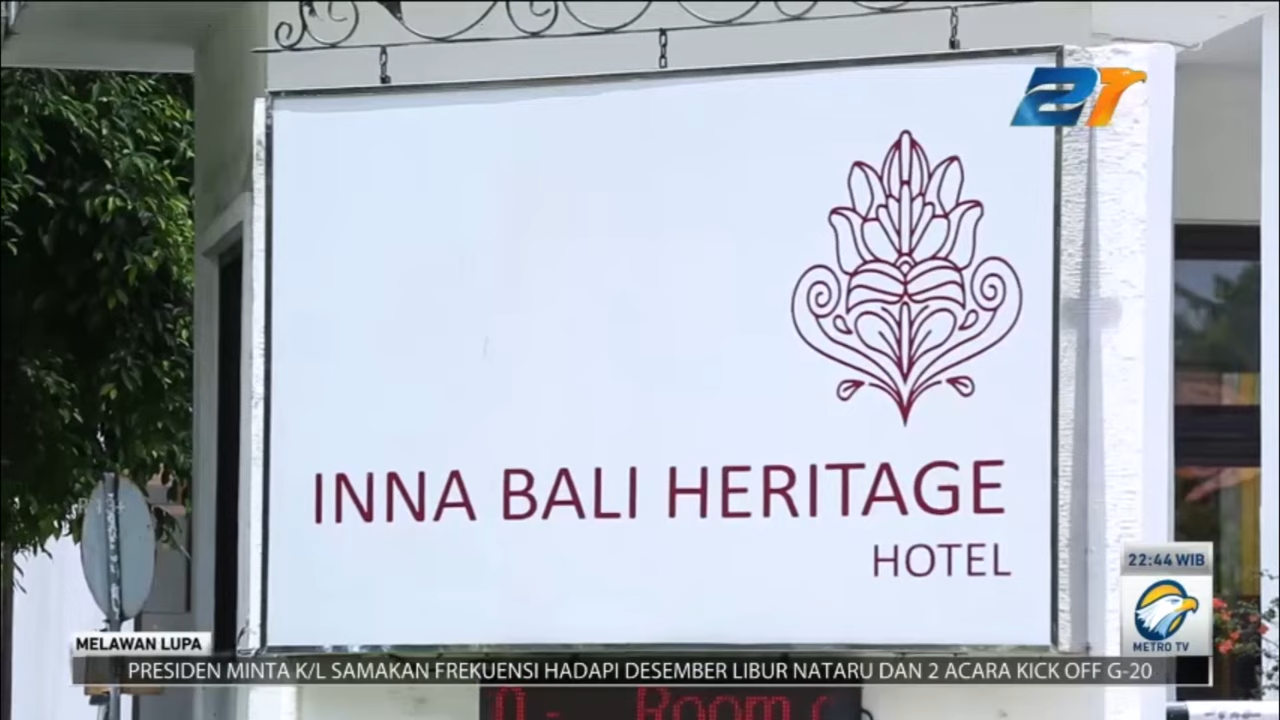 21
INNA BALI HERITAGE
HOTEL
22:44 WIB
METRO TV
MELAWAN LUPA
PRESIDEN MINTA K/L SAMAKAN FREKUENSI HADAPI DESEMBER LIBUR NATARU DAN 2 ACARA KICK OFF G-20
Room